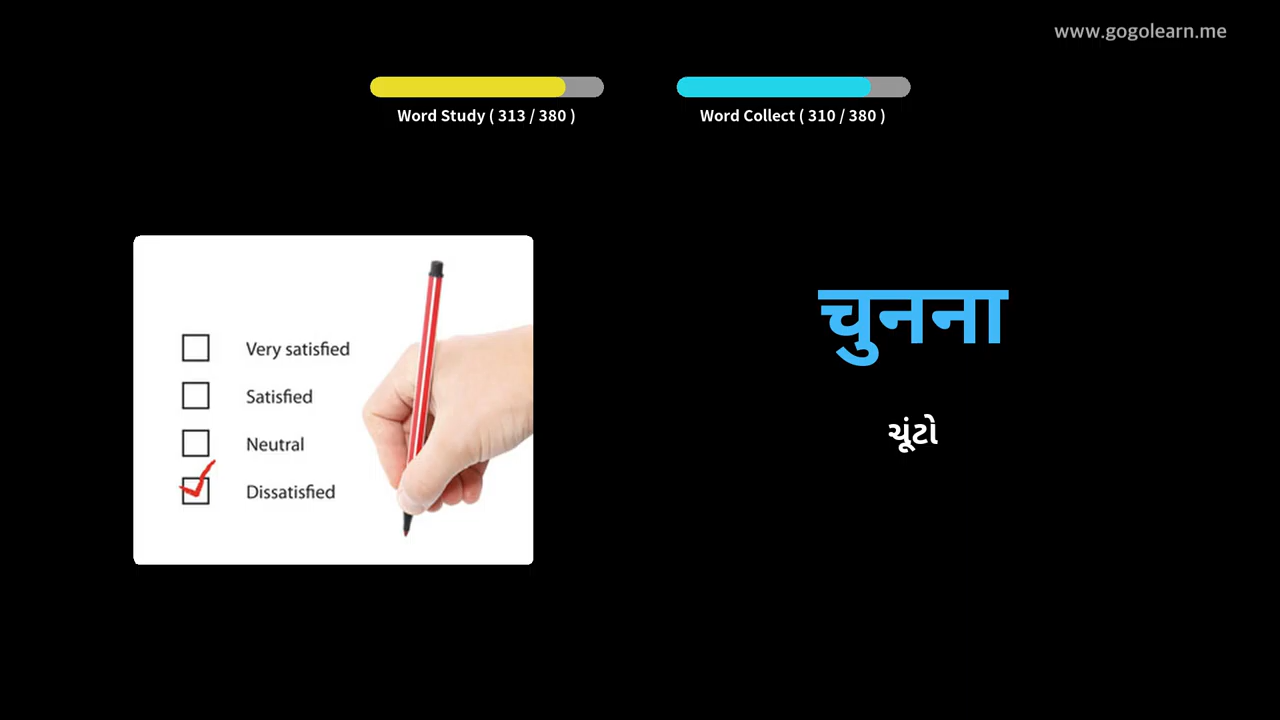 www.gogolearn.me
Word Study ( 313 / 380 )
Word Collect ( 310 / 380 )
Very satisfied
Satisfied
Neutral
Dissatisfied
चुनना
ચૂંટો